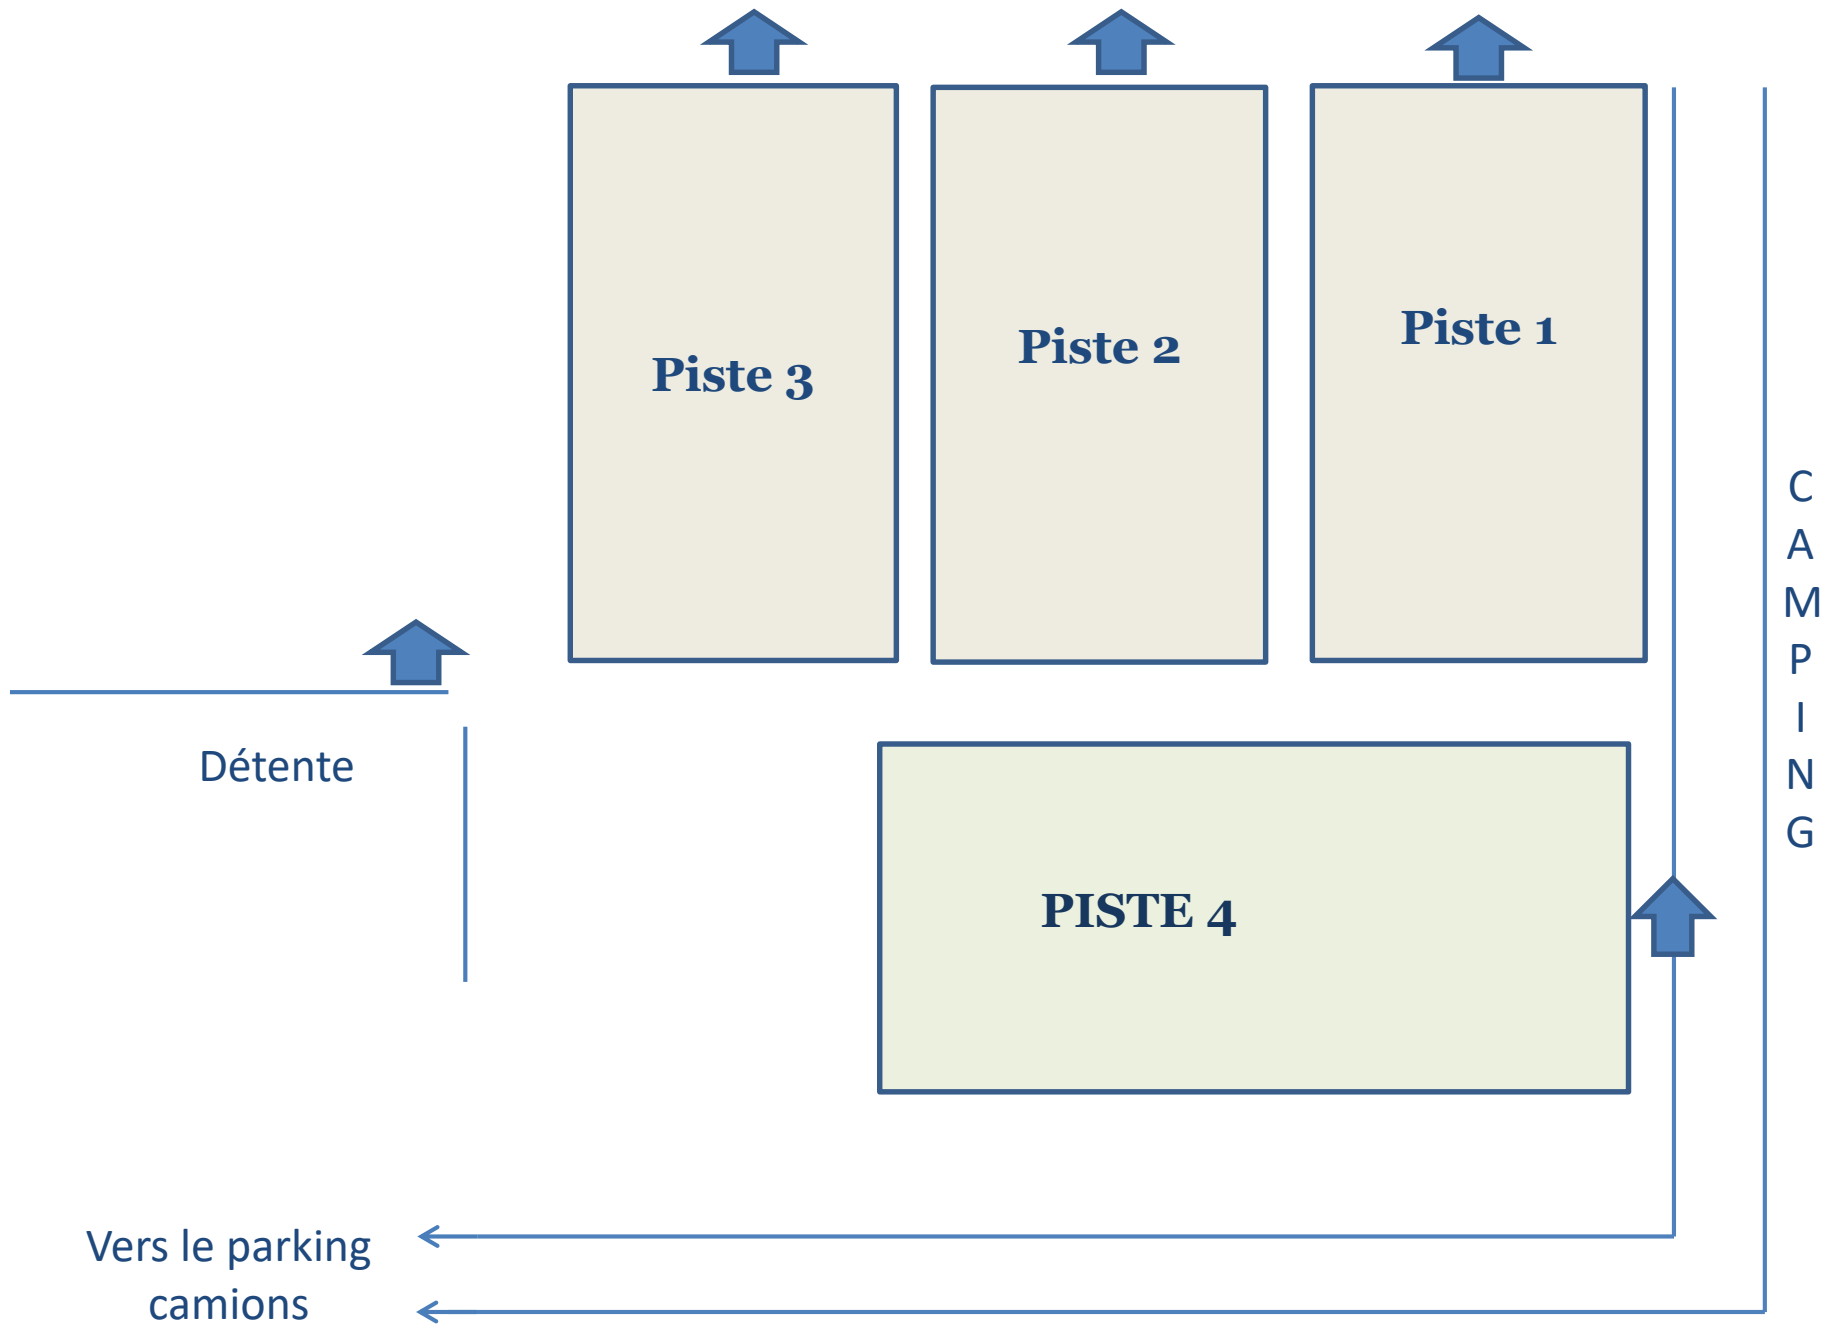 Piste 3
Piste 2
Piste 1
C
A
M
P
I
N
G
Détente
PISTE 4
Vers le parking
camions